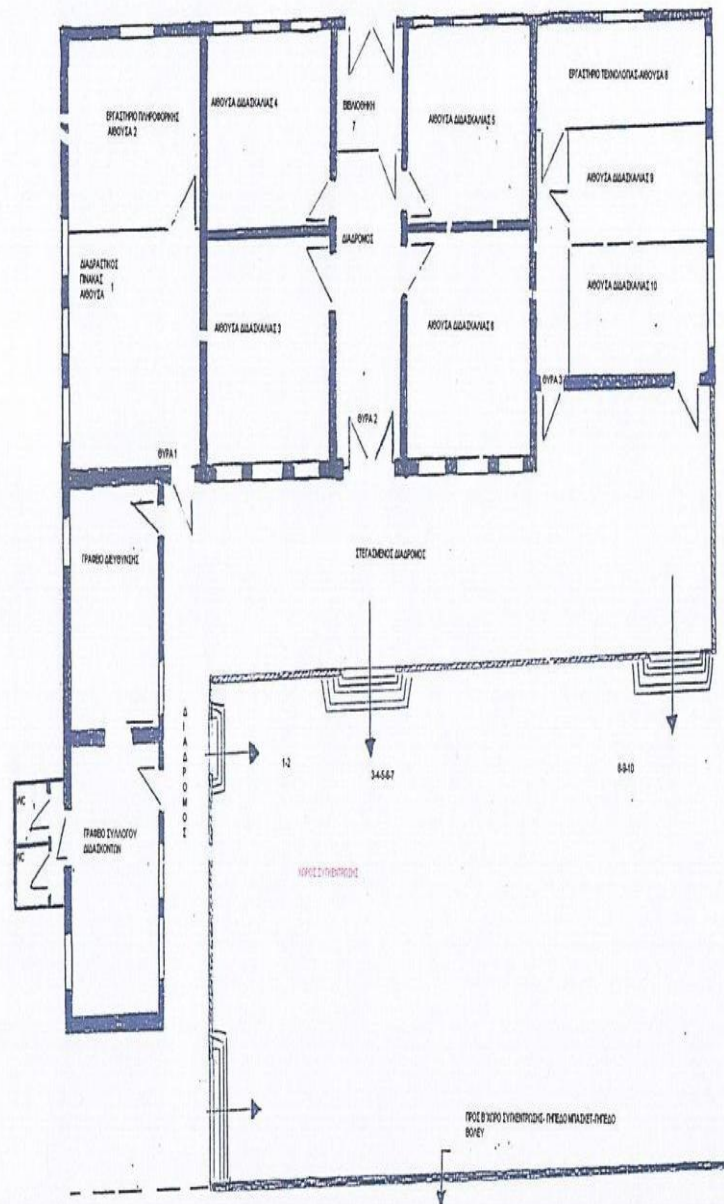 ΕΡΓΑΣΤΗΡΙΟ ΠΛΗΡΟΦΟΡΙΚΗΣ
ΑΙΘΟΥΣΑ 2
ΑΙΘΟΥΣΑ ΔΙΔΑΣΚΑΛΙΑΣ 4
ΒΙΒΛΙΟΘΗΚΗ
7
ΑΙΘΟΥΣΑ ΔΙΔΑΣΚΑΛΙΑΣ 5
ΕΡΓΑΣΤΗΡΙΟ ΤΕΧΝΟΛΟΓΙΑΣ-ΑΙΘΟΥΣΑ 8
ΑΙΘΟΥΣΑ ΔΙΔΑΣΚΑΛΙΑΣ 9
ΔΙΑΔΡΟΜΟΣ
ΔΙΑΔΡΑΣΤΙΚΟΣ
ΠΙΝΑΚΑΣ
ΑΙΘΟΥΣΑ 1
ΑΙΘΟΥΣΑ ΔΙΔΑΣΚΑΛΙΑΣ 3
ΑΙΘΟΥΣΑ ΔΙΔΑΣΚΑΛΙΑΣ 6
ΑΙΘΟΥΣΑ ΔΙΔΑΣΚΑΛΙΑΣ 10
ΘΥΡΑ 3
ΘΥΡΑ 2
ΘΥΡΑ 1
ΓΡΑΦΕΙΟ ΔΙΕΥΘΥΝΣΗΣ
ΣΤΕΓΑΣΜΕΝΟΣ ΔΙΑΔΡΟΜΟΣ
ΔΙΑΔΡΟΜΟΣ
1-2
3-4-5-6-7
8-9-10
WC
WC
ΓΡΑΦΕΙΟ ΣΥΛΛΟΓΟΥ
ΔΙΔΑΣΚΟΝΤΩΝ
ΧΩΡΟΣ ΣΥΓΚΕΝΤΡΩΣΗΣ
ΠΡΟΣ Β'ΧΩΡΟ ΣΥΓΚΕΝΤΡΩΣΗΣ- ΓΗΠΕΔΟ ΜΠΑΣΚΕΤ-ΓΗΠΕΔΟ
ΒΟΛΕΥ